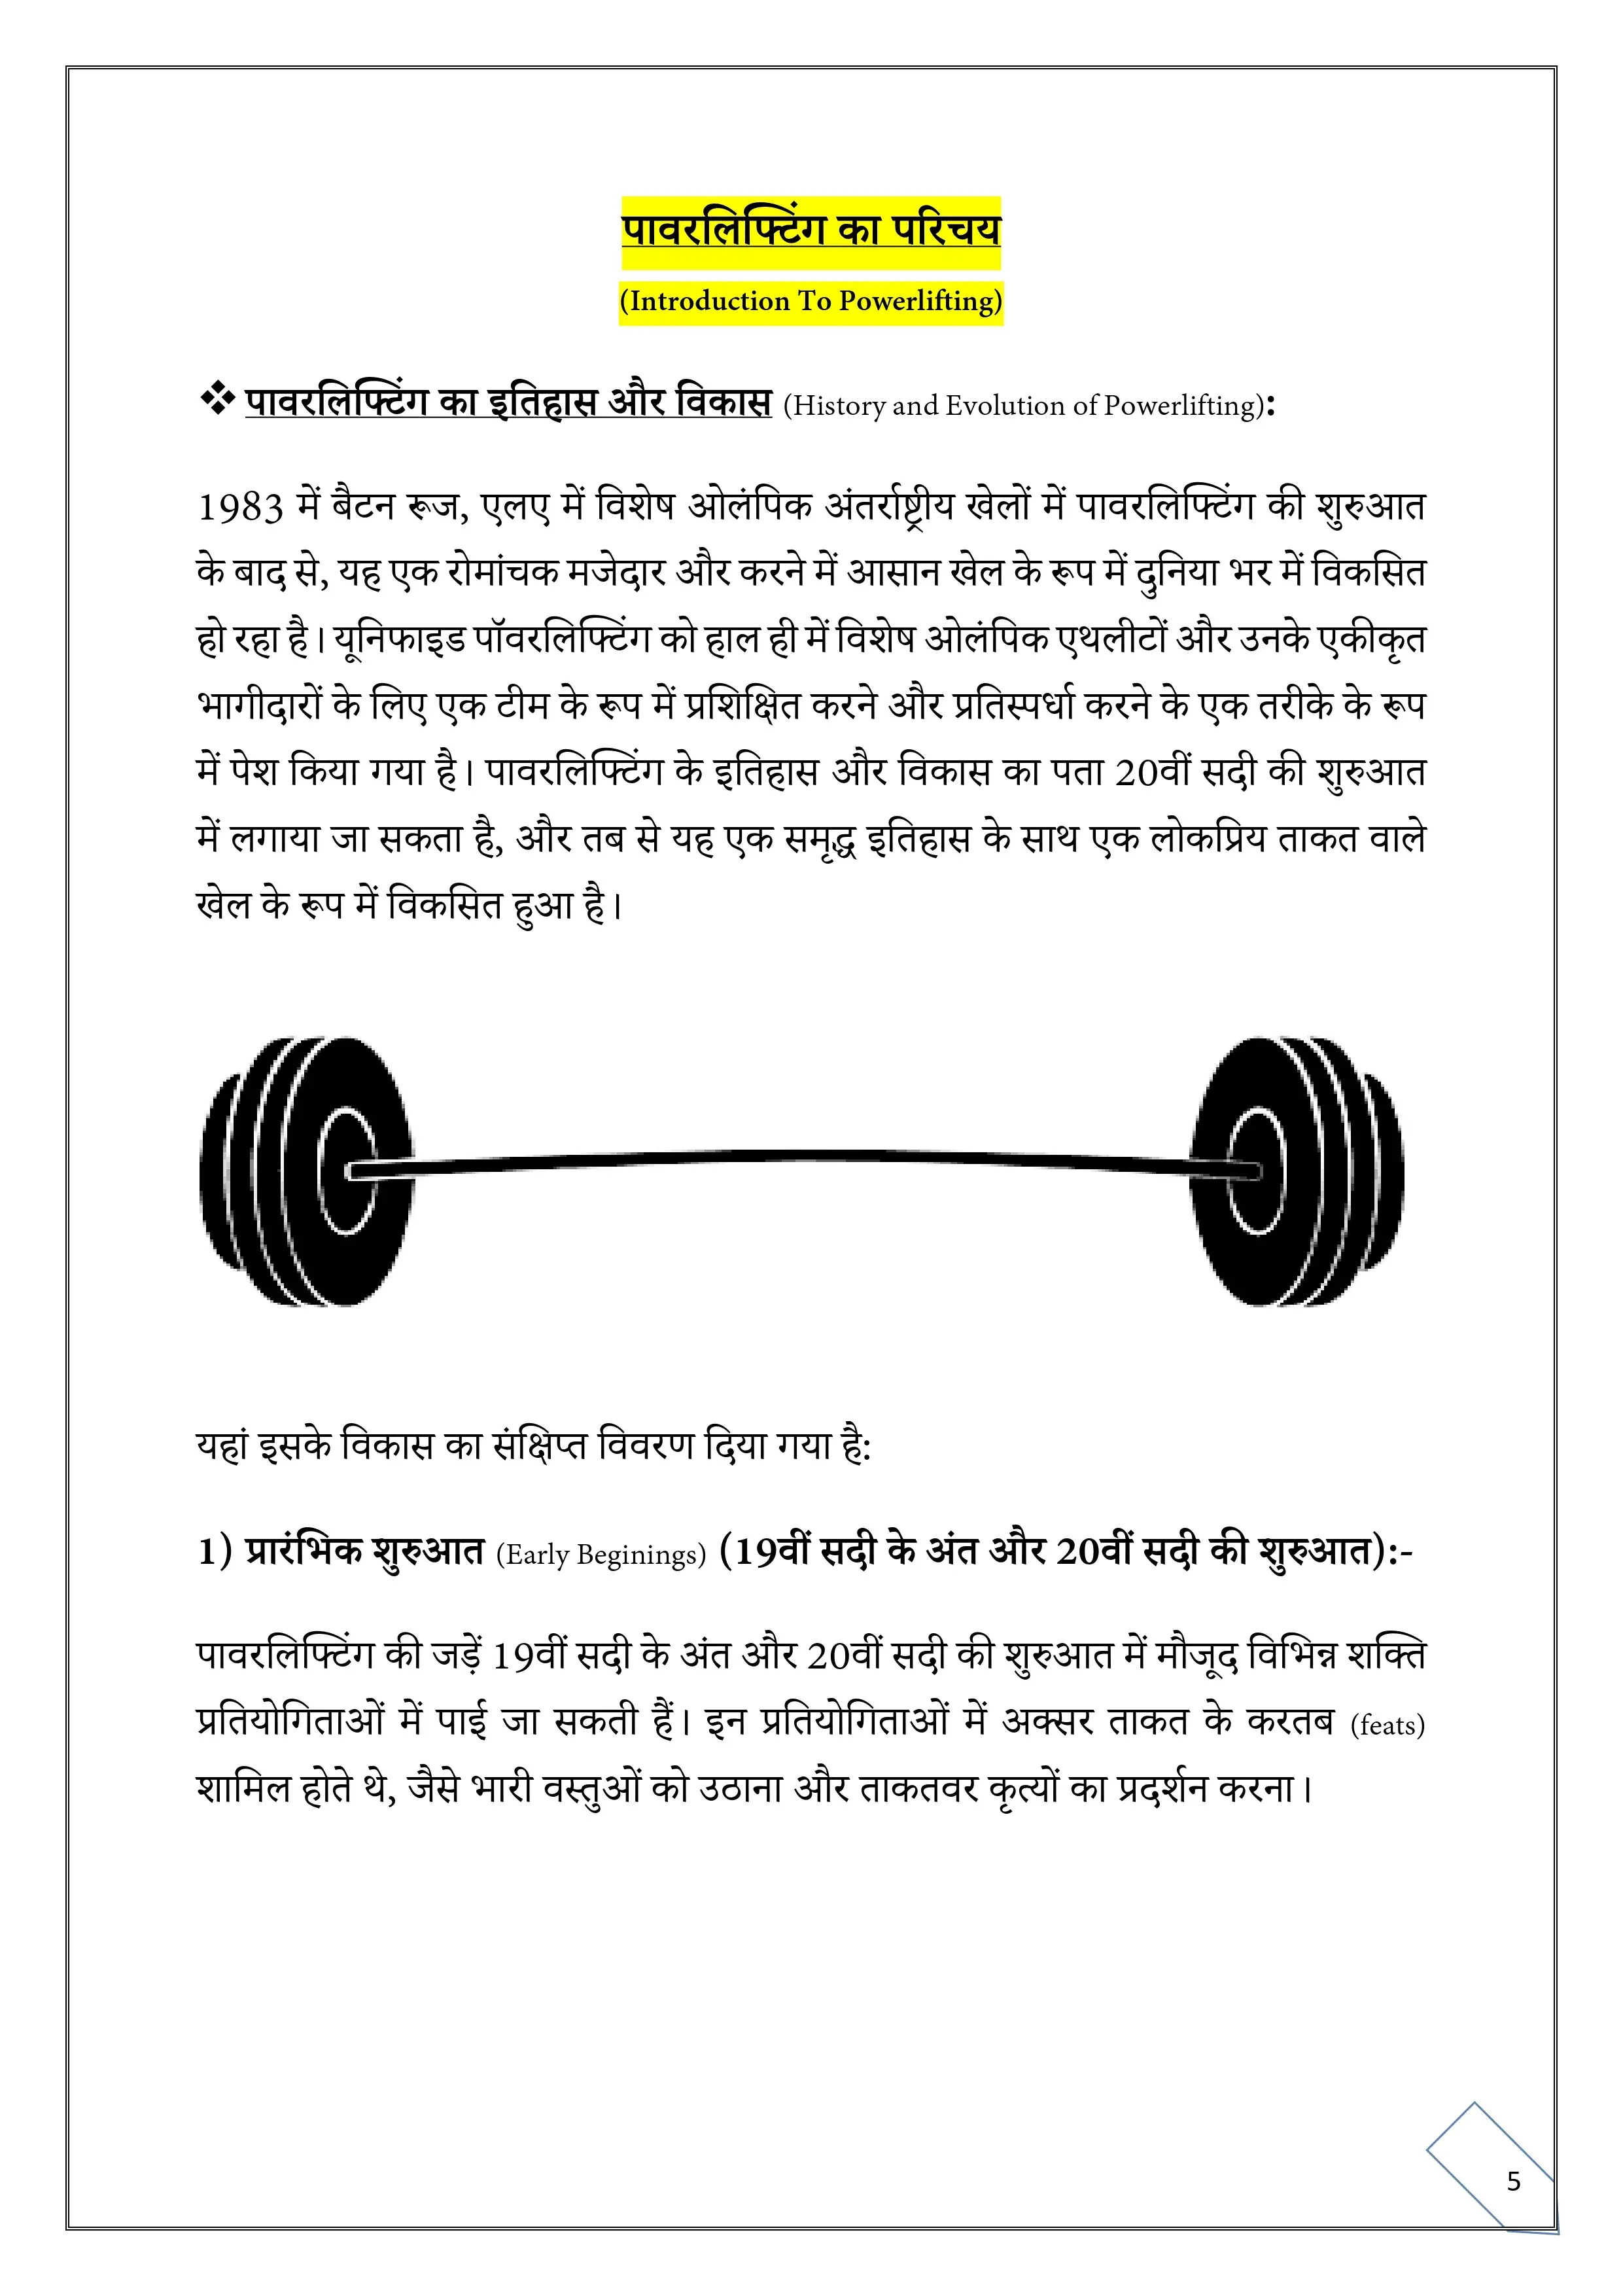 पावरलिफ्टिंग का परिचय
(Introduction To Powerlifting)
❖ पावरलिफ्टिंग का इतिहास और विकास (History and Evolution of Powerlifting):
1983 में बैटन रूज, एलए में विशेष ओलंपिक अंतर्राष्ट्रीय खेलों में पावरलिफ्टिंग की शुरुआत
के बाद से, यह एक रोमांचक मजेदार और करने में आसान खेल के रूप में दुनिया भर में विकसित
हो रहा है। यूनिफाइड पॉवरलिफ्टिंग को हाल ही में विशेष ओलंपिक एथलीटों और उनके एकीकृत
भागीदारों के लिए एक टीम के रूप में प्रशिक्षित करने और प्रतिस्पर्धा करने के एक तरीके के रूप
में पेश किया गया है। पावरलिफ्टिंग के इतिहास और विकास का पता 20वीं सदी की शुरुआत
में लगाया जा सकता है, और तब से यह एक समृद्ध इतिहास के साथ एक लोकप्रिय ताकत वाले
खेल के रूप में विकसित हुआ है।
यहां इसके विकास का संक्षिप्त विवरण दिया गया है:
1) प्रारंभिक शुरुआत (Early Beginings) (19वीं सदी के अंत और 20वीं सदी की शुरुआत):-
पावरलिफ्टिंग की जड़ें 19वीं सदी के अंत और 20वीं सदी की शुरुआत में मौजूद विभिन्न शक्ति
प्रतियोगिताओं में पाई जा सकती हैं। इन प्रतियोगिताओं में अक्सर ताकत के करतब (feats)
शामिल होते थे, जैसे भारी वस्तुओं को उठाना और ताकतवर कृत्यों का प्रदर्शन करना।
5